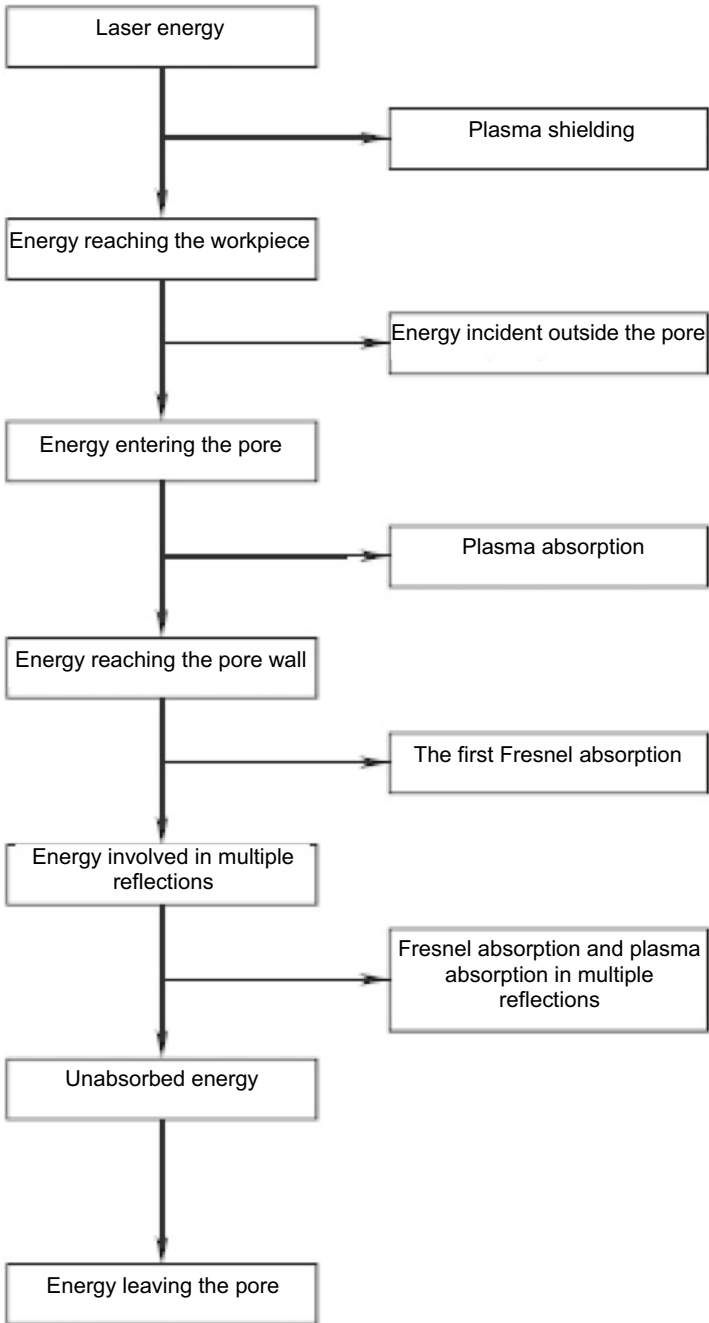 Laser energy
Plasma shielding
Energy reaching the workpiece
Energy incident outside the pore
Energy entering the pore
Plasma absorption
Energy reaching the pore wall
The first Fresnel absorption
Energy involved in multiple
reflections
Fresnel absorption and plasma
absorption in multiple
reflections
Unabsorbed energy
Energy leaving the pore